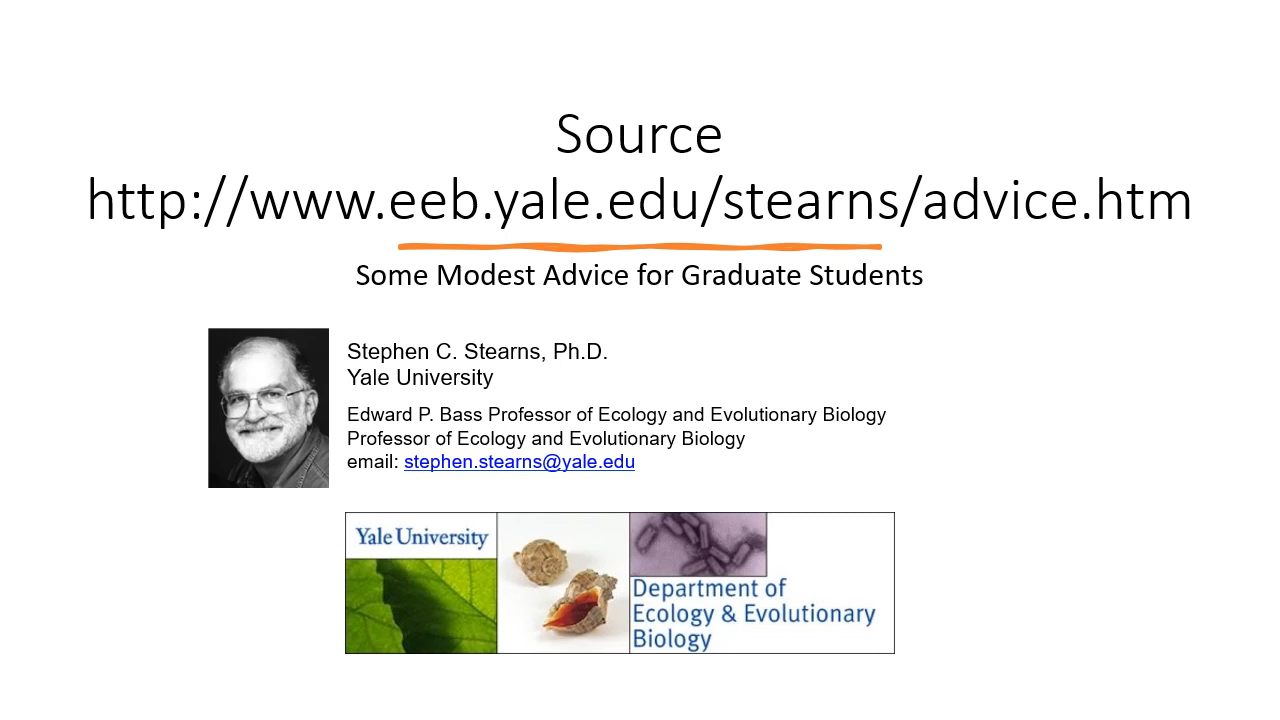 Source
http://www.eeb.yale.edu/stearns/advice.htm
Some Modest Advice for Graduate Students
Stephen C. Stearns, Ph.D.
Yale University
Edward P. Bass Professor of Ecology and Evolutionary Biology
Professor of Ecology and Evolutionary Biology
email: stephen.stearns@yale.edu
Yale University
Department of
Ecology & Evolutionary
Biology